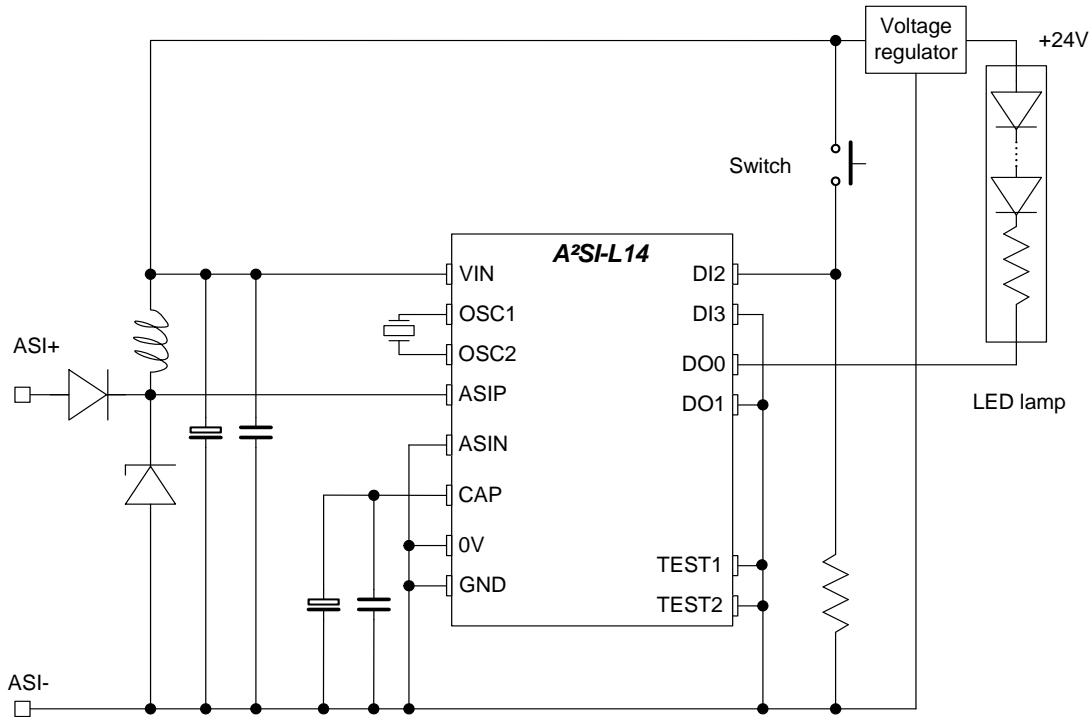 Voltage
regulator
+24V
Switch
A²SI-L14
VIN
DI2
OSC1
DI3
ASI+
OSC2
DO0
ASIP
DO1
LED lamp
ASIN
CAP
0V
TEST1
GND
TEST2
ASI-